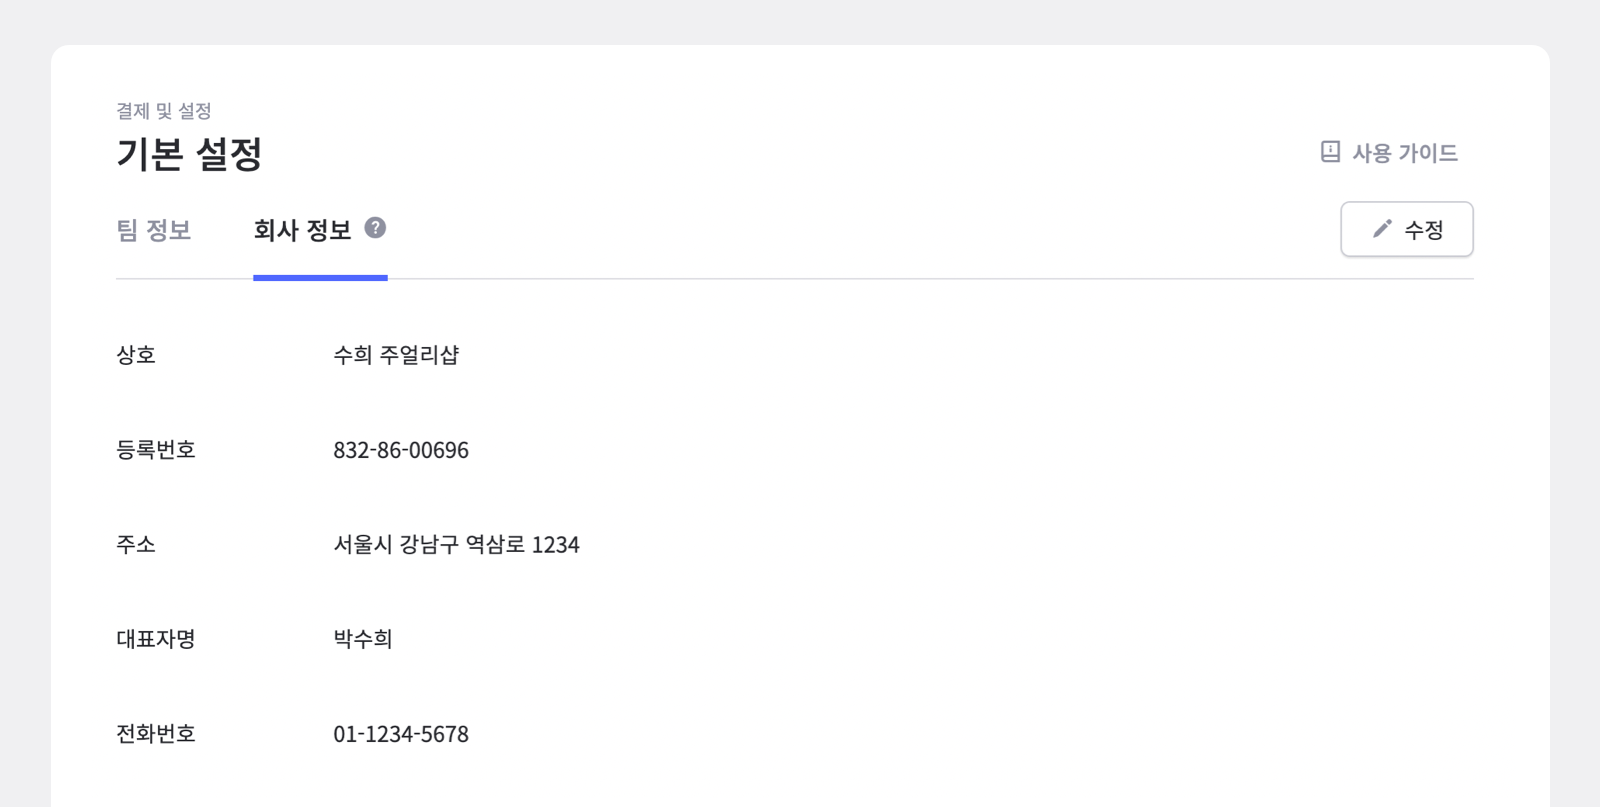 결제 및 설정
기본 설정
사용 가이드
팀 정보
회사 정보 ?
수정
상호 수희 주얼리샵
등록번호 832-86-00696
주소 서울시 강남구 역삼로 1234
대표자명 박수희
전화번호 01-1234-5678